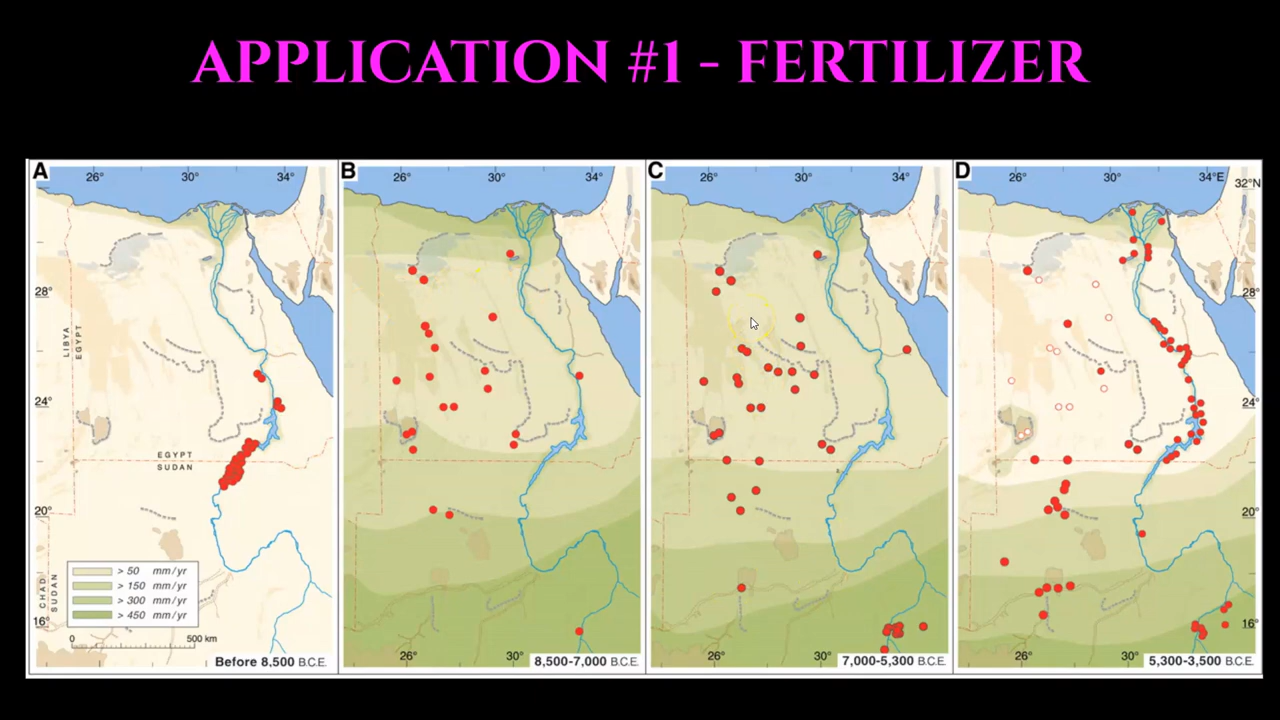 APPLICATION #1 - FERTILIZER
A
26°
30°
34°
28°
24°
20°
16°
LIBYA
EGYPT
EGYPT
SUDAN
CHAD
SUDAN
> 50 mm/yr
> 150 mm/yr
> 300 mm/yr
> 450 mm/yr
0
500 km
Before 8,500 B.C.E.
B
26°
30°
34°
26°
30°
8,500-7,000 B.C.E.
C
26°
30°
34°
26°
30°
7,000-5,300 B.C.E.
D
26°
30°
34°E
32°N
28°
24°
20°
16°
26°
30°
5,300-3,500 B.C.E.